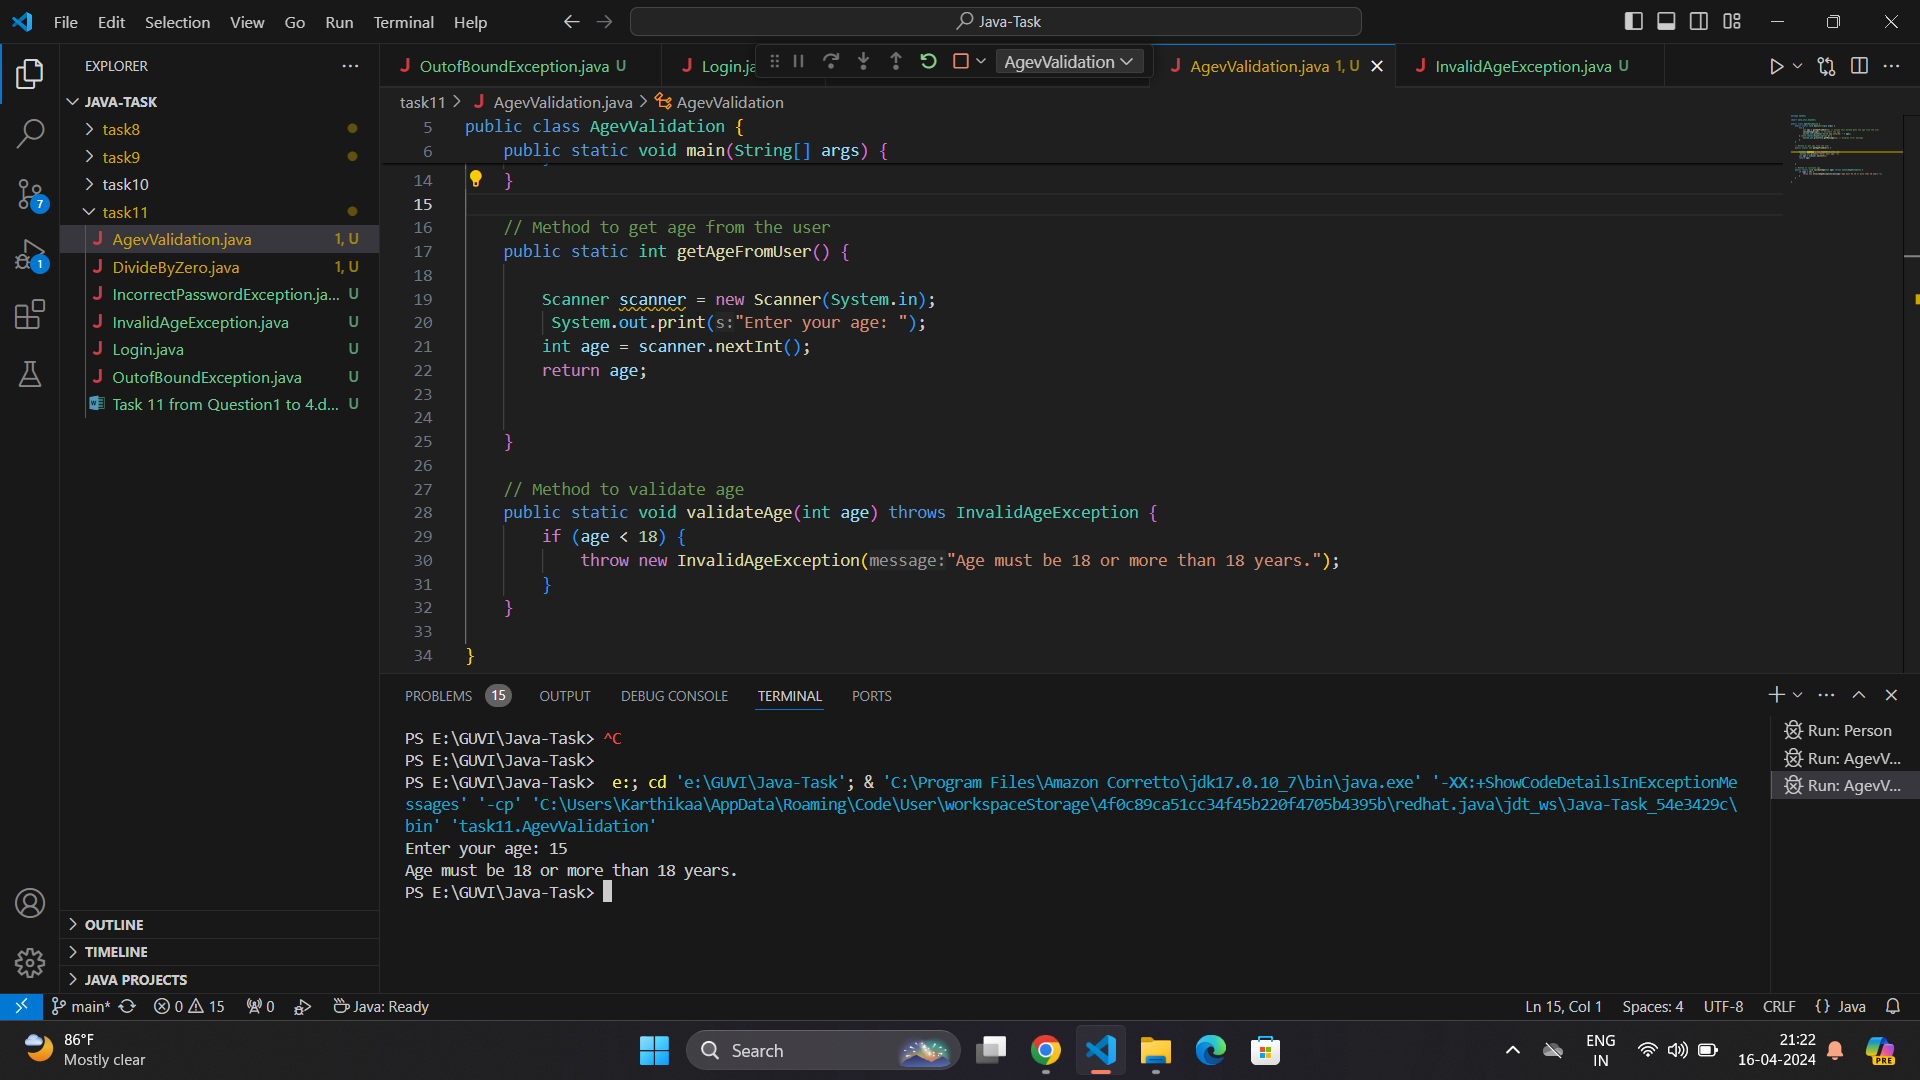 File Edit Selection View Go Run Terminal Help
Java-Task
EXPLORER
JAVA-TASK
task8
task9
task10
task11
AgevValidation.java 1, U
DivideByZero.java 1, U
IncorrectPasswordException.ja... U
InvalidAgeException.java U
Login.java U
OutofBoundException.java U
Task 11 from Question1 to 4.d... U
OUTLINE
TIMELINE
JAVA PROJECTS
OutofBoundException.java U
Login.ja
AgevValidation
AgevValidation.java 1, U
InvalidAgeException.java U
task11 > AgevValidation.java > AgevValidation
5 public class AgevValidation {
6 public static void main(String[] args) {
14 }
15
16 // Method to get age from the user
17 public static int getAgeFromUser() {
18
19 Scanner scanner = new Scanner(System.in);
20 System.out.print(s:"Enter your age: ");
21 int age = scanner.nextInt();
22 return age;
23
24
25 }
26
27 // Method to validate age
28 public static void validateAge(int age) throws InvalidAgeException {
29 if (age < 18) {
30 throw new InvalidAgeException(message:"Age must be 18 or more than 18 years.");
31 }
32 }
33
34 }
PROBLEMS 15 OUTPUT DEBUG CONSOLE TERMINAL PORTS
PS E:\GUVI\Java-Task> ^C
PS E:\GUVI\Java-Task>
PS E:\GUVI\Java-Task>  e:; cd 'e:\GUVI\Java-Task'; & 'C:\Program Files\Amazon Corretto\jdk17.0.10_7\bin\java.exe' '-XX:+ShowCodeDetailsInExceptionMe
ssages' '-cp' 'C:\Users\Karthikaa\AppData\Roaming\Code\User\workspaceStorage\4f0c89ca51cc34f45b220f4705b4395b\redhat.java\jdt_ws\Java-Task_54e3429c\
bin' 'task11.AgevValidation'
Enter your age: 15
Age must be 18 or more than 18 years.
PS E:\GUVI\Java-Task>
Run: Person
Run: AgevV...
Run: AgevV...
7
1
main* 0 15 0 Java: Ready
Ln 15, Col 1 Spaces: 4 UTF-8 CRLF {} Java
86°F
Mostly clear
Search
ENG
IN
21:22
16-04-2024
PRE